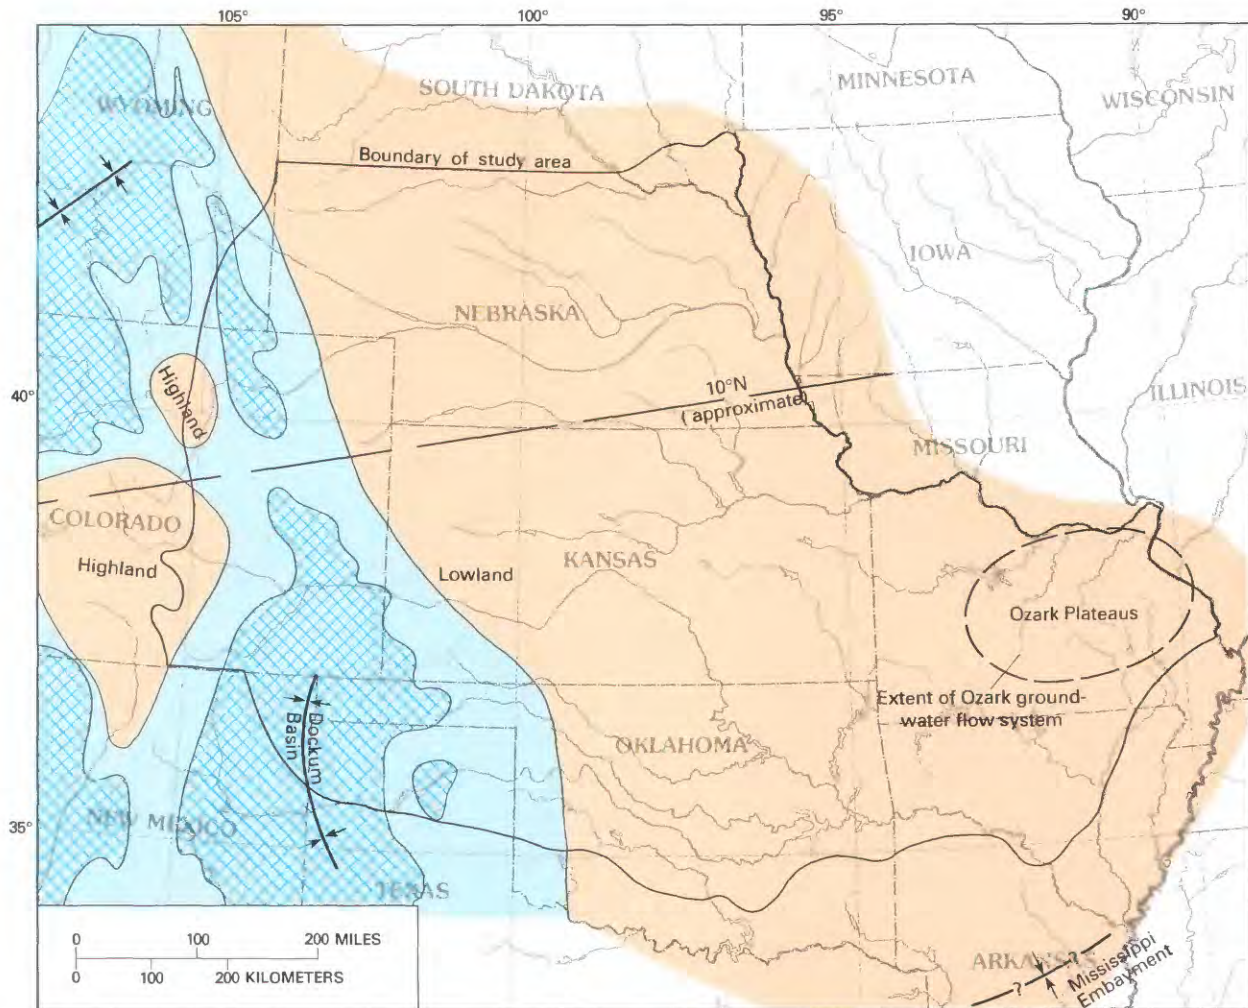 105°
100°
95°
90°
WYOMING
SOUTH DAKOTA
MINNESOTA
WISCONSIN
Boundary of study area
IOWA
NEBRASKA
40°
Highland
10°N
(approximate)
ILLINOIS
MISSOURI
COLORADO
Highland
Lowland
KANSAS
Ozark Plateaus
Extent of Ozark ground-
water flow system
Dockum
Basin
OKLAHOMA
35°
NEW MEXICO
TEXAS
0 100 200 MILES
0 100 200 KILOMETERS
ARKANSAS
?
Mississippi
Embayment